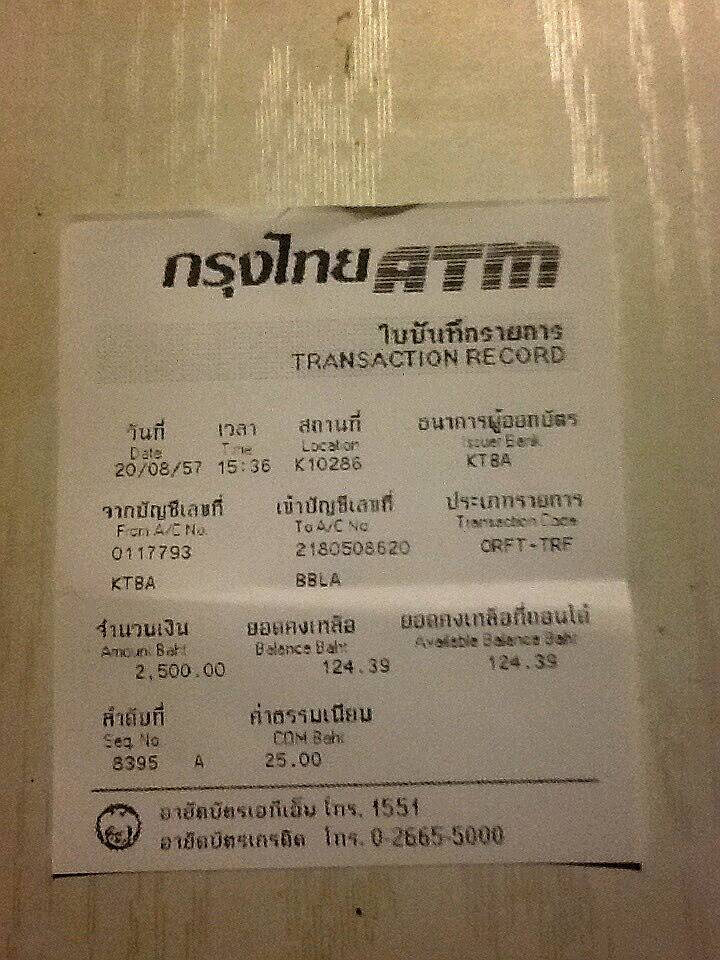 กรุงไทย ATM
ใบบันทึกรายการ
TRANSACTION RECORD
วันที่ เวลา สถานที่ ธนาคารผู้ออกบัตร
Date Time Location Issuer Bank
20/08/57 15:36 K10286 KTBA
จากบัญชีเลขที่ เข้าบัญชีเลขที่ ประเภทรายการ
From A/C No. To A/C No. Transaction Code
0117793 2180508620 ORFT-TRF
KTBA BBLA
จำนวนเงิน ยอดคงเหลือ ยอดคงเหลือที่ถอนได้
Amount Baht Balance Baht Available Balance Baht
2,500.00 124.39 124.39
ลำดับที่ ค่าธรรมเนียม
Seq. No. COM Baht
8395 A 25.00
อายัดบัตรเอทีเอ็ม โทร. 1551
อายัดบัตรเครดิต โทร. 0-2665-5000